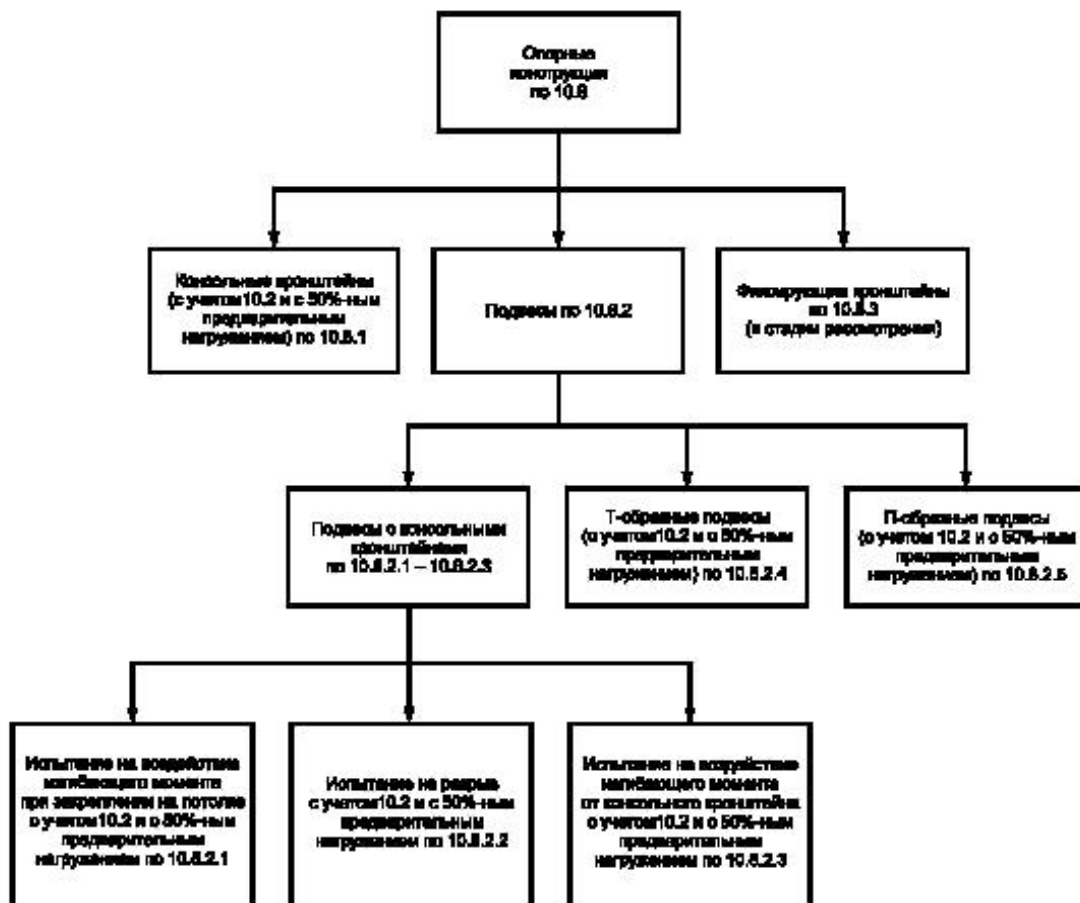 Опорные
конструкции
по 10.8
Консольные кронштейны
(с учетом 10.2 и с 50%-ным
предварительным
нагружением) по 10.8.1
Подвесы по 10.8.2
Фиксирующие кронштейны
по 10.8.3
(в стадии рассмотрения)
Подвесы с консольными
кронштейнами
по 10.8.2.1 – 10.8.2.3
Т-образные подвесы
(с учетом 10.2 и с 50%-ным
предварительным
нагружением) по 10.8.2.4
П-образные подвесы
(с учетом 10.2 и с 50%-ным
предварительным
нагружением) по 10.8.2.5
Испытание на воздействие
изгибающего момента
при закреплении на потолке
с учетом 10.2 и с 50%-ным
предварительным
нагружением по 10.8.2.1
Испытание на разрыв
с учетом 10.2 и с 50%-ным
предварительным
нагружением по 10.8.2.2
Испытание на воздействие
изгибающего момента
от консольного кронштейна
с учетом 10.2 и с 50%-ным
предварительным
нагружением по 10.8.2.3